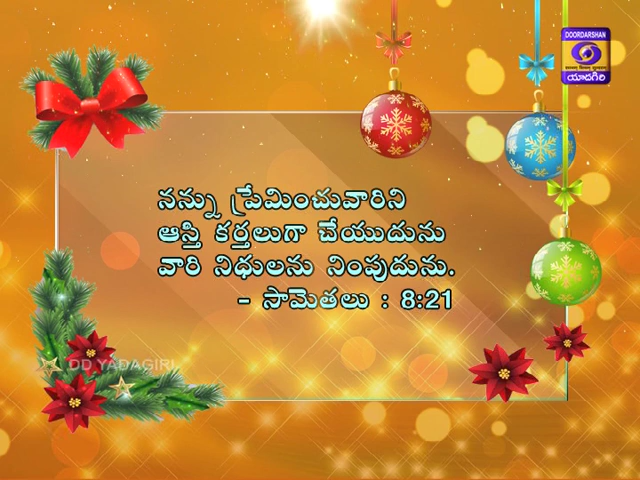 DOORDARSHAN
యాదగిరి
నన్ను ప్రేమించువారిని
ఆస్తి కర్తలుగా చేయుదును
వారి నిధులను నింపుదును.
- సామెతలు : 8:21
DD YADAGIRI